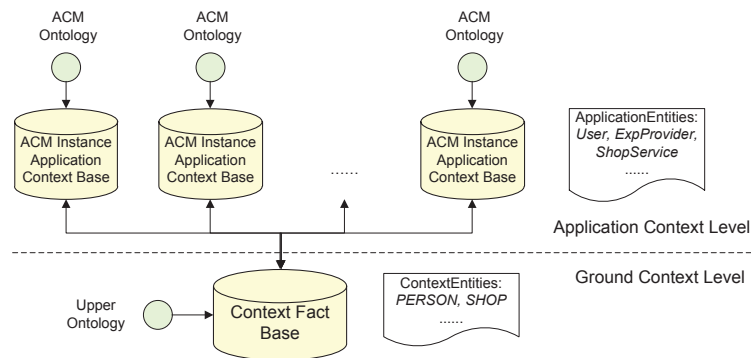 ACM
Ontology
ACM
Ontology
ACM
Ontology
ACM Instance
Application
Context Base
ACM Instance
Application
Context Base
......
ACM Instance
Application
Context Base
ApplicationEntities:
User, ExpProvider,
ShopService
......
Application Context Level
Ground Context Level
Upper
Ontology
Context Fact
Base
ContextEntities:
PERSON, SHOP
......